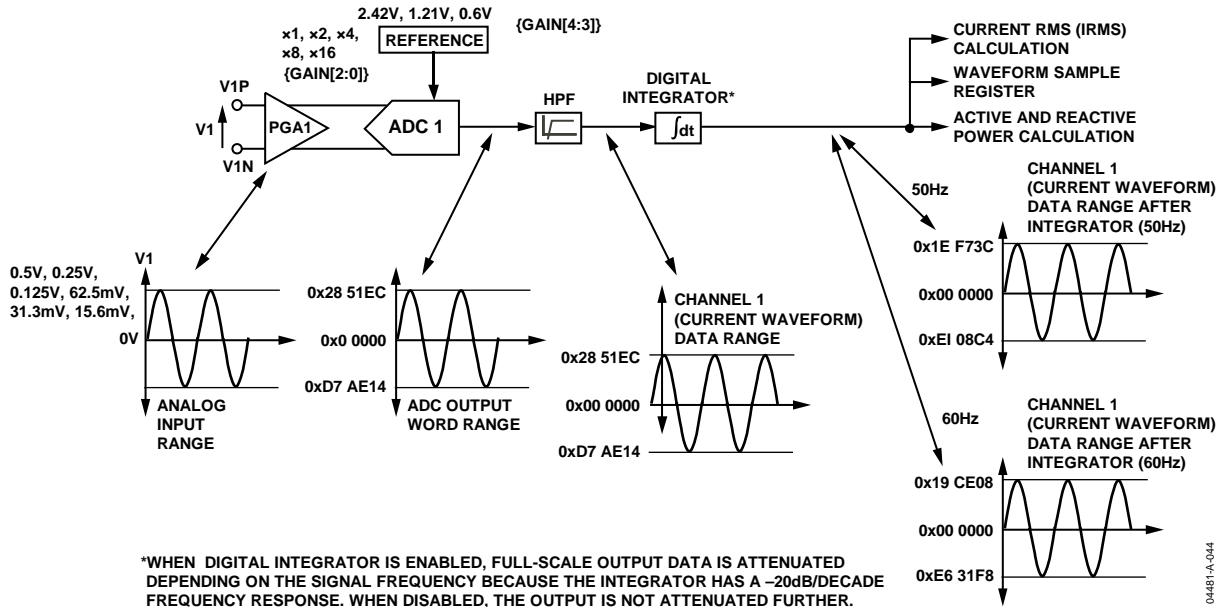 2.42V, 1.21V, 0.6V
{GAIN[4:3]}
×1, ×2, ×4,
×8, ×16
{GAIN[2:0]}
REFERENCE
V1P
V1
V1N
PGA1
ADC 1
HPF
DIGITAL
INTEGRATOR*
∫dt
CURRENT RMS (IRMS)
CALCULATION
WAVEFORM SAMPLE
REGISTER
ACTIVE AND REACTIVE
POWER CALCULATION
50Hz
CHANNEL 1
(CURRENT WAVEFORM)
DATA RANGE AFTER
INTEGRATOR (50Hz)
0x1E F73C
0x00 0000
0xEI 08C4
V1
0.5V, 0.25V,
0.125V, 62.5mV,
31.3mV, 15.6mV,
0V
ANALOG
INPUT
RANGE
0x28 51EC
0x0 0000
0xD7 AE14
ADC OUTPUT
WORD RANGE
CHANNEL 1
(CURRENT WAVEFORM)
DATA RANGE
0x28 51EC
0x00 0000
0xD7 AE14
60Hz
CHANNEL 1
(CURRENT WAVEFORM)
DATA RANGE AFTER
INTEGRATOR (60Hz)
0x19 CE08
0x00 0000
0xE6 31F8
*WHEN DIGITAL INTEGRATOR IS ENABLED, FULL-SCALE OUTPUT DATA IS ATTENUATED
DEPENDING ON THE SIGNAL FREQUENCY BECAUSE THE INTEGRATOR HAS A –20dB/DECADE
FREQUENCY RESPONSE. WHEN DISABLED, THE OUTPUT IS NOT ATTENUATED FURTHER.
04481-A-044